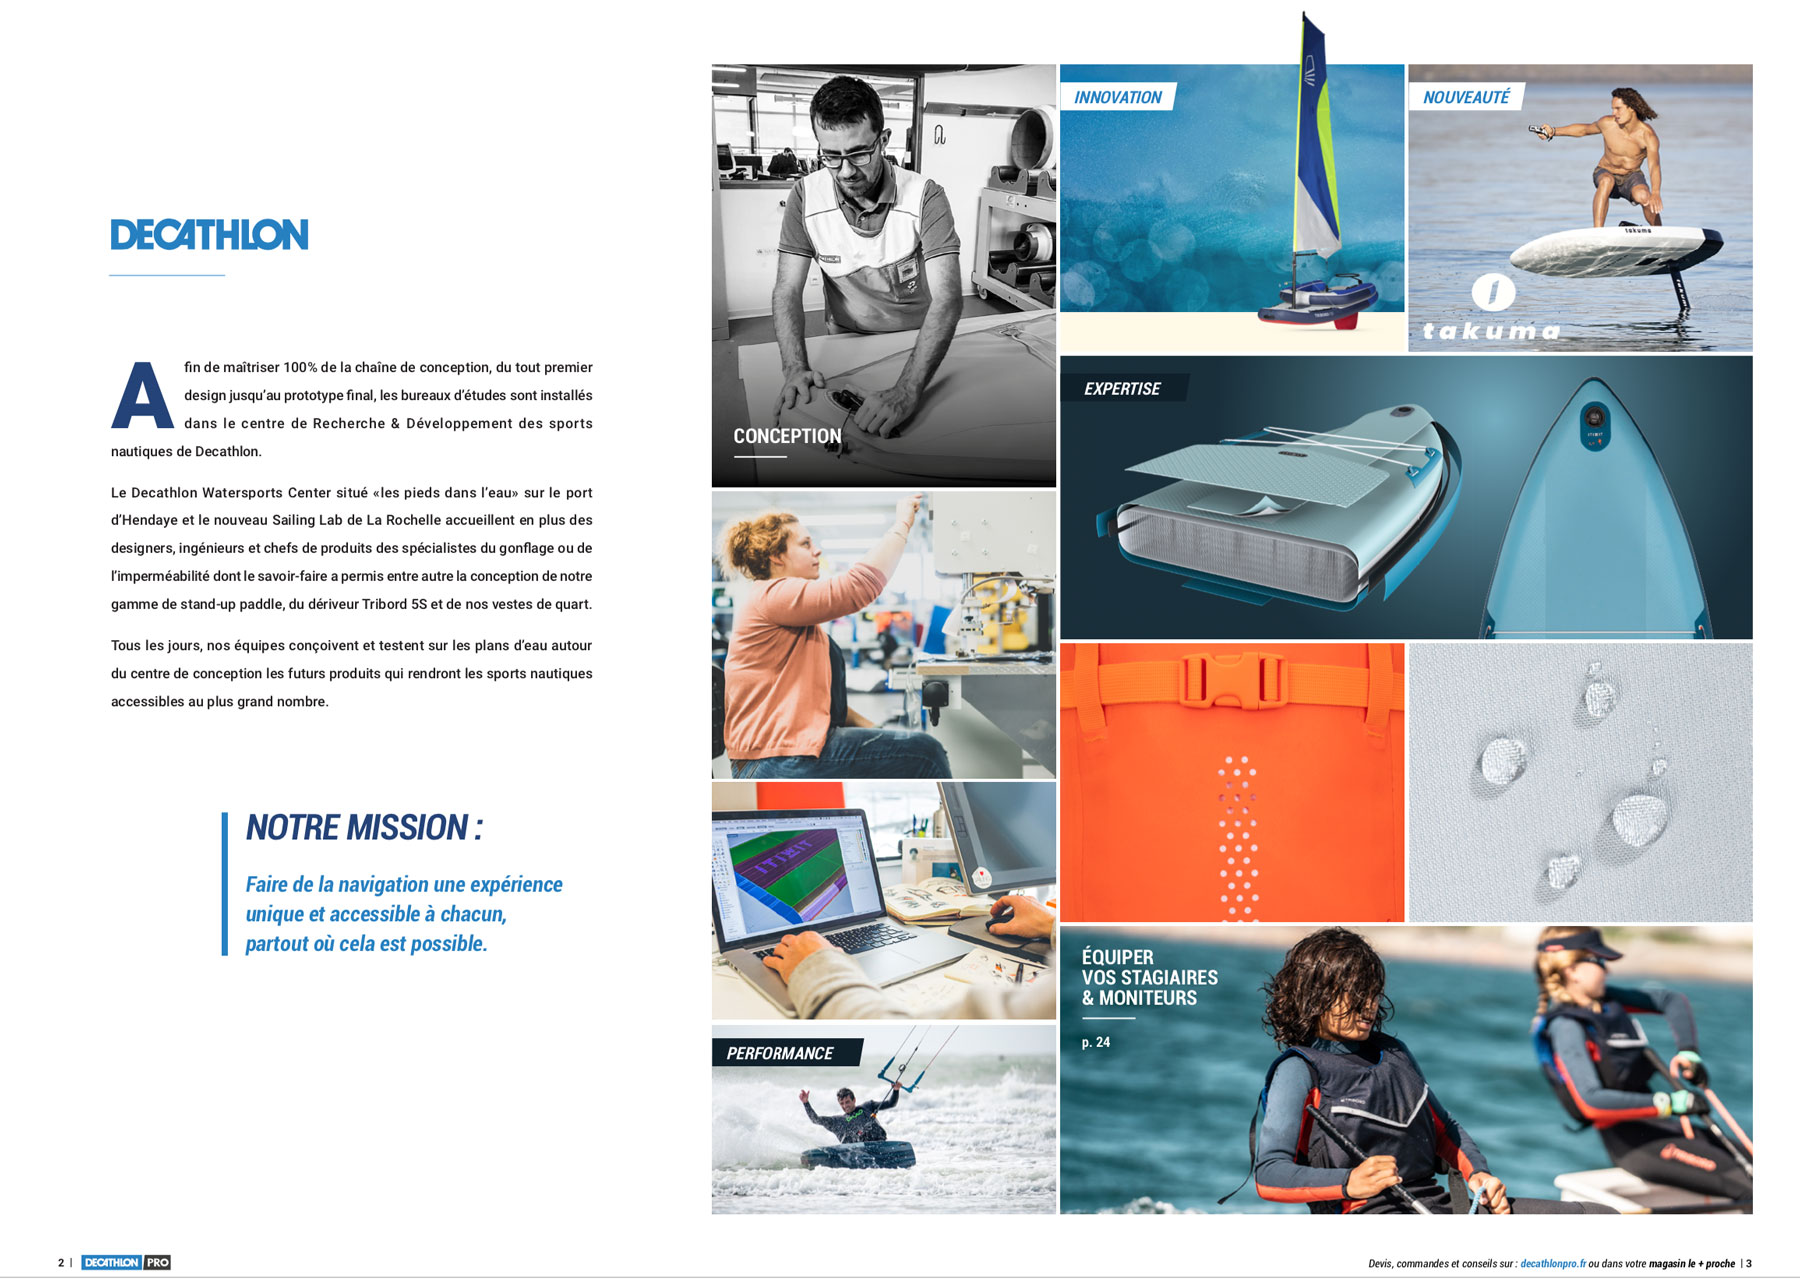 DECATHLON
Afin de maîtriser 100% de la chaîne de conception, du tout premier
design jusqu'au prototype final, les bureaux d'études sont installés
dans le centre de Recherche & Développement des sports
nautiques de Decathlon.
Le Decathlon Watersports Center situé «les pieds dans l'eau» sur le port
d'Hendaye et le nouveau Sailing Lab de La Rochelle accueillent en plus des
designers, ingénieurs et chefs de produits des spécialistes du gonflage ou de
l'imperméabilité dont le savoir-faire a permis entre autre la conception de notre
gamme de stand-up paddle, du dériveur Tribord 5S et de nos vestes de quart.
Tous les jours, nos équipes conçoivent et testent sur les plans d'eau autour
du centre de conception les futurs produits qui rendront les sports nautiques
accessibles au plus grand nombre.
NOTRE MISSION :
Faire de la navigation une expérience
unique et accessible à chacun,
partout où cela est possible.
CONCEPTION
INNOVATION
NOUVEAUTÉ
takuma
takuma
takuma
EXPERTISE
PERFORMANCE
ÉQUIPER
VOS STAGIAIRES
& MONITEURS
p. 24
2 | DECATHLON PRO
Devis, commandes et conseils sur : decathlonpro.fr ou dans votre magasin le + proche | 3